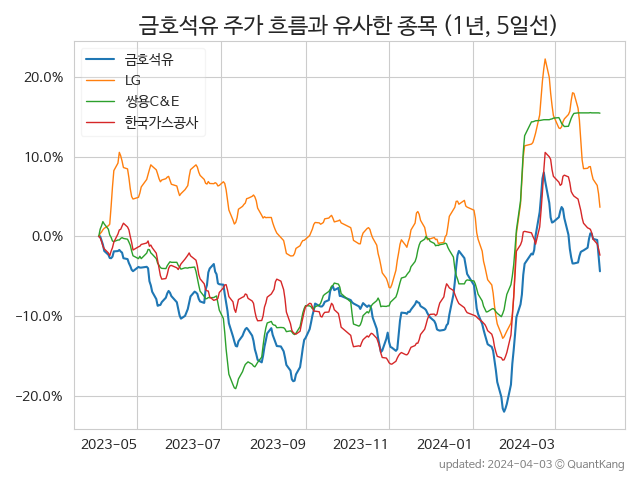 금호석유 주가 흐름과 유사한 종목 (1년, 5일선)
금호석유
LG
쌍용C&E
한국가스공사
20.0%
10.0%
0.0%
−10.0%
−20.0%
2023-05 2023-07 2023-09 2023-11 2024-01 2024-03
updated: 2024-04-03 © QuantKang